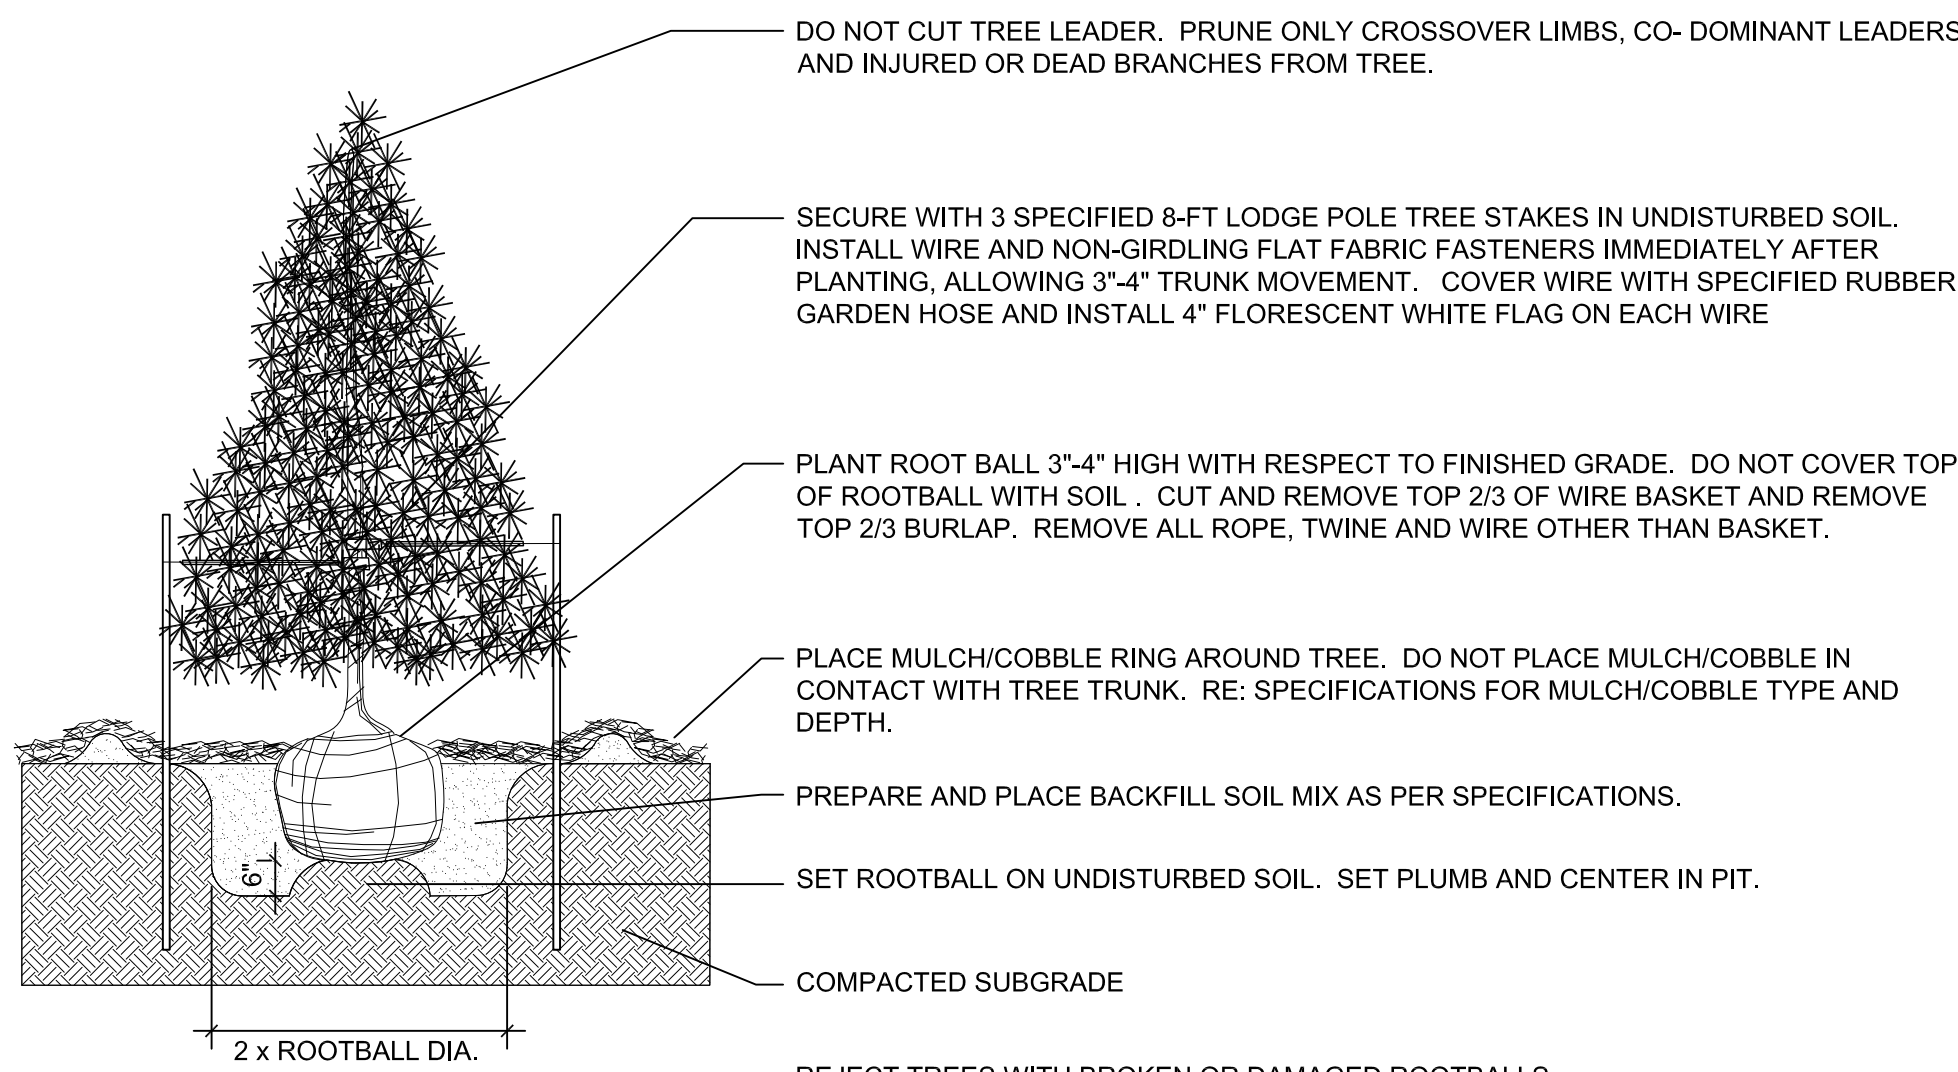 DO NOT CUT TREE LEADER. PRUNE ONLY CROSSOVER LIMBS, CO- DOMINANT LEADERS
AND INJURED OR DEAD BRANCHES FROM TREE.
SECURE WITH 3 SPECIFIED 8-FT LODGE POLE TREE STAKES IN UNDISTURBED SOIL.
INSTALL WIRE AND NON-GIRDLING FLAT FABRIC FASTENERS IMMEDIATELY AFTER
PLANTING, ALLOWING 3"-4" TRUNK MOVEMENT. COVER WIRE WITH SPECIFIED RUBBER
GARDEN HOSE AND INSTALL 4" FLORESCENT WHITE FLAG ON EACH WIRE
PLANT ROOT BALL 3"-4" HIGH WITH RESPECT TO FINISHED GRADE. DO NOT COVER TOP
OF ROOTBALL WITH SOIL . CUT AND REMOVE TOP 2/3 OF WIRE BASKET AND REMOVE
TOP 2/3 BURLAP. REMOVE ALL ROPE, TWINE AND WIRE OTHER THAN BASKET.
PLACE MULCH/COBBLE RING AROUND TREE. DO NOT PLACE MULCH/COBBLE IN
CONTACT WITH TREE TRUNK. RE: SPECIFICATIONS FOR MULCH/COBBLE TYPE AND
DEPTH.
PREPARE AND PLACE BACKFILL SOIL MIX AS PER SPECIFICATIONS.
6"
SET ROOTBALL ON UNDISTURBED SOIL. SET PLUMB AND CENTER IN PIT.
COMPACTED SUBGRADE
2 x ROOTBALL DIA.
REJECT TREES WITH BROKEN OR DAMAGED ROOTBALLS